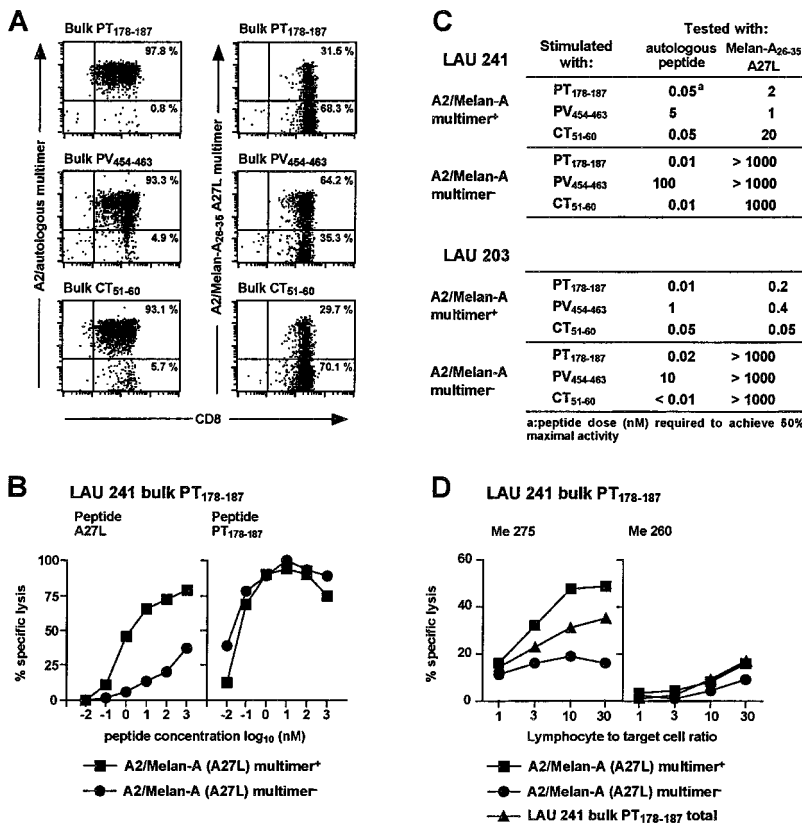 A
Bulk PT178-187
97.8 %
0.8 %
Bulk PT178-187
31.5 %
68.3 %
Bulk PV454-463
93.3 %
4.9 %
Bulk PV454-463
64.2 %
35.3 %
Bulk CT51-60
93.1 %
5.7 %
Bulk CT51-60
29.7 %
70.1 %
A2/autologous multimer
A2/Melan-A26-35 A27L multimer
CD8
C
Tested with:
LAU 241
Stimulated with:
autologous peptide
Melan-A26-35 A27L
A2/Melan-A multimer+
PT178-187 0.05a 2
PV454-463 5 1
CT51-60 0.05 20
A2/Melan-A multimer-
PT178-187 0.01 > 1000
PV454-463 100 > 1000
CT51-60 0.01 1000
LAU 203
A2/Melan-A multimer+
PT178-187 0.01 0.2
PV454-463 1 0.4
CT51-60 0.05 0.05
A2/Melan-A multimer-
PT178-187 0.02 > 1000
PV454-463 10 > 1000
CT51-60 < 0.01 > 1000
a:peptide dose (nM) required to achieve 50%
maximal activity
B
LAU 241 bulk PT178-187
Peptide
A27L
Peptide
PT178-187
% specific lysis
100
75
50
25
0
-2 -1 0 1 2 3
-2 -1 0 1 2 3
peptide concentration log10 (nM)
A2/Melan-A (A27L) multimer+
A2/Melan-A (A27L) multimer-
D
LAU 241 bulk PT178-187
Me 275
Me 260
% specific lysis
60
40
20
0
1 3 10 30
1 3 10 30
Lymphocyte to target cell ratio
A2/Melan-A (A27L) multimer+
A2/Melan-A (A27L) multimer-
LAU 241 bulk PT178-187 total